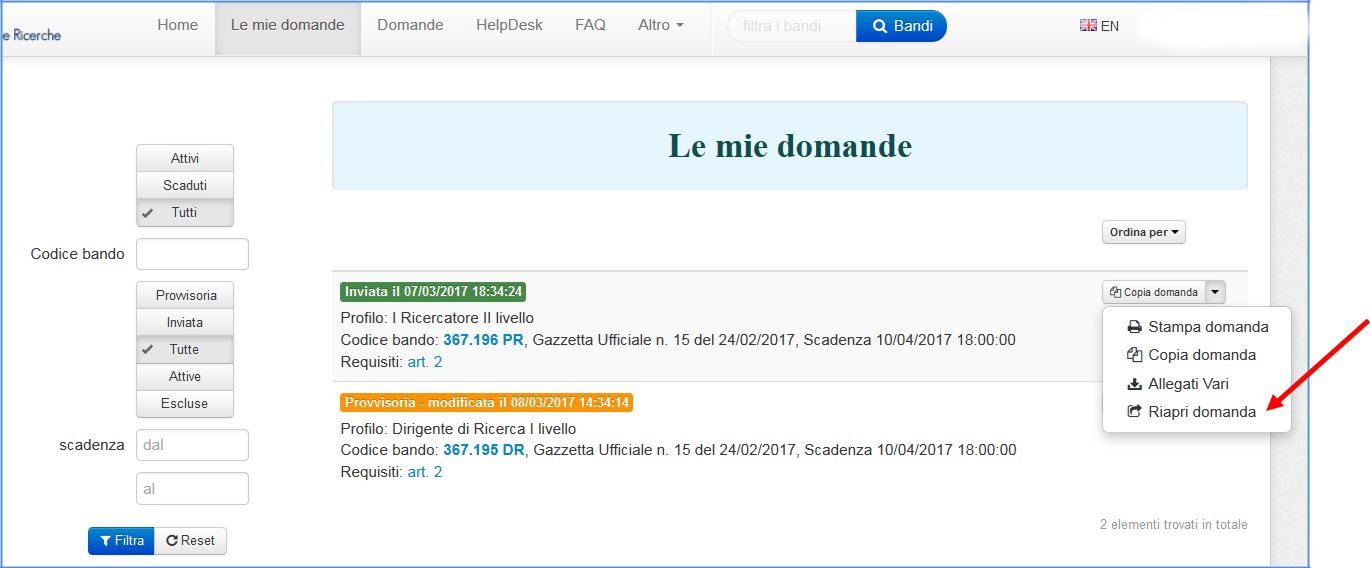 e Ricerche
Home
Le mie domande
Domande
HelpDesk
FAQ
Altro
filtra i bandi
Bandi
EN
Le mie domande
Attivi
Scaduti
Tutti
Codice bando
Provvisoria
Inviata
Tutte
Attive
Escluse
scadenza
dal
al
Filtra
Reset
Ordina per
Inviata il 07/03/2017 18:34:24
Profilo: I Ricercatore II livello
Codice bando: 367.196 PR, Gazzetta Ufficiale n. 15 del 24/02/2017, Scadenza 10/04/2017 18:00:00
Requisiti: art. 2
Copia domanda
Stampa domanda
Copia domanda
Allegati Vari
Riapri domanda
Provvisoria - modificata il 08/03/2017 14:34:14
Profilo: Dirigente di Ricerca I livello
Codice bando: 367.195 DR, Gazzetta Ufficiale n. 15 del 24/02/2017, Scadenza 10/04/2017 18:00:00
Requisiti: art. 2
2 elementi trovati in totale